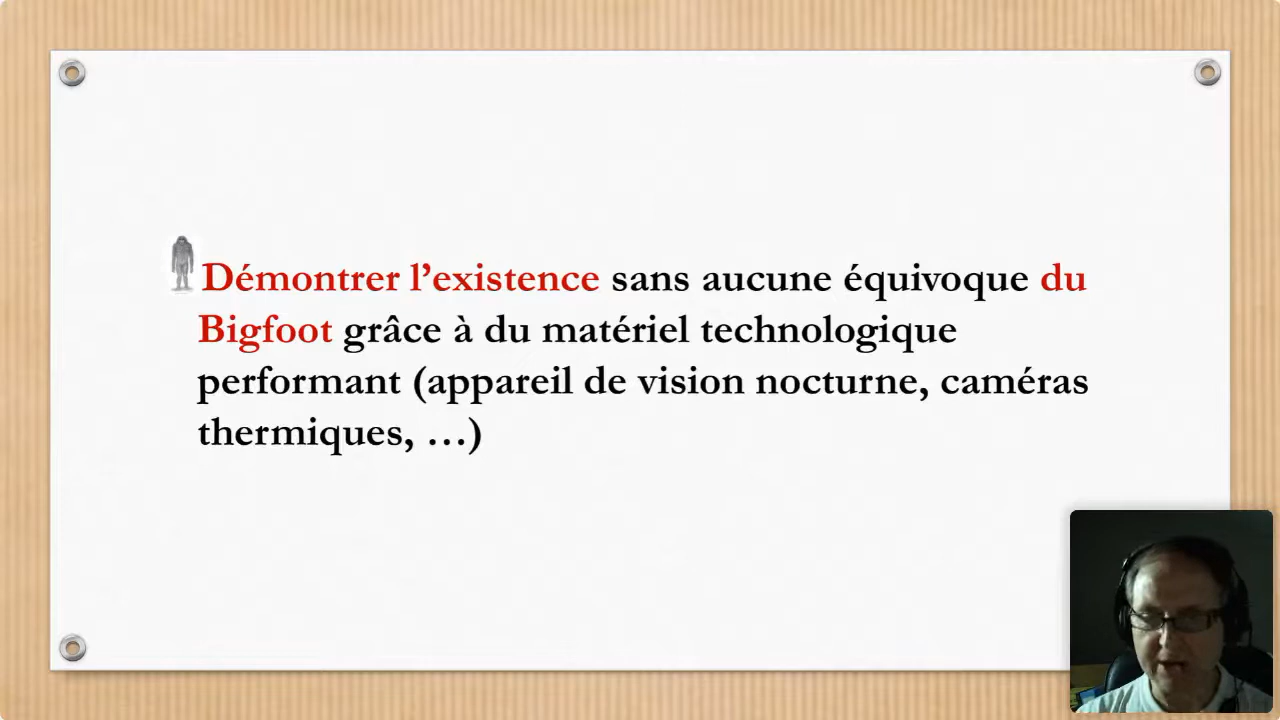 Démontrer l’existence sans aucune équivoque du
Bigfoot grâce à du matériel technologique
performant (appareil de vision nocturne, caméras
thermiques, …)